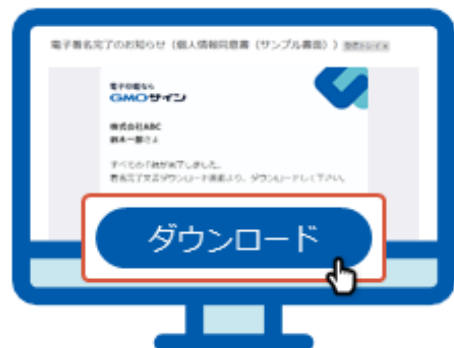 電子署名完了のお知らせ（個人情報同意書（サンプル書面））
電子印鑑なら
GMOサイン
株式会社ABC
鈴木一郎さま
すべての
完了しました。
署名完了文書ダウンロード画面より、ダウンロードして下さい。
ダウンロード